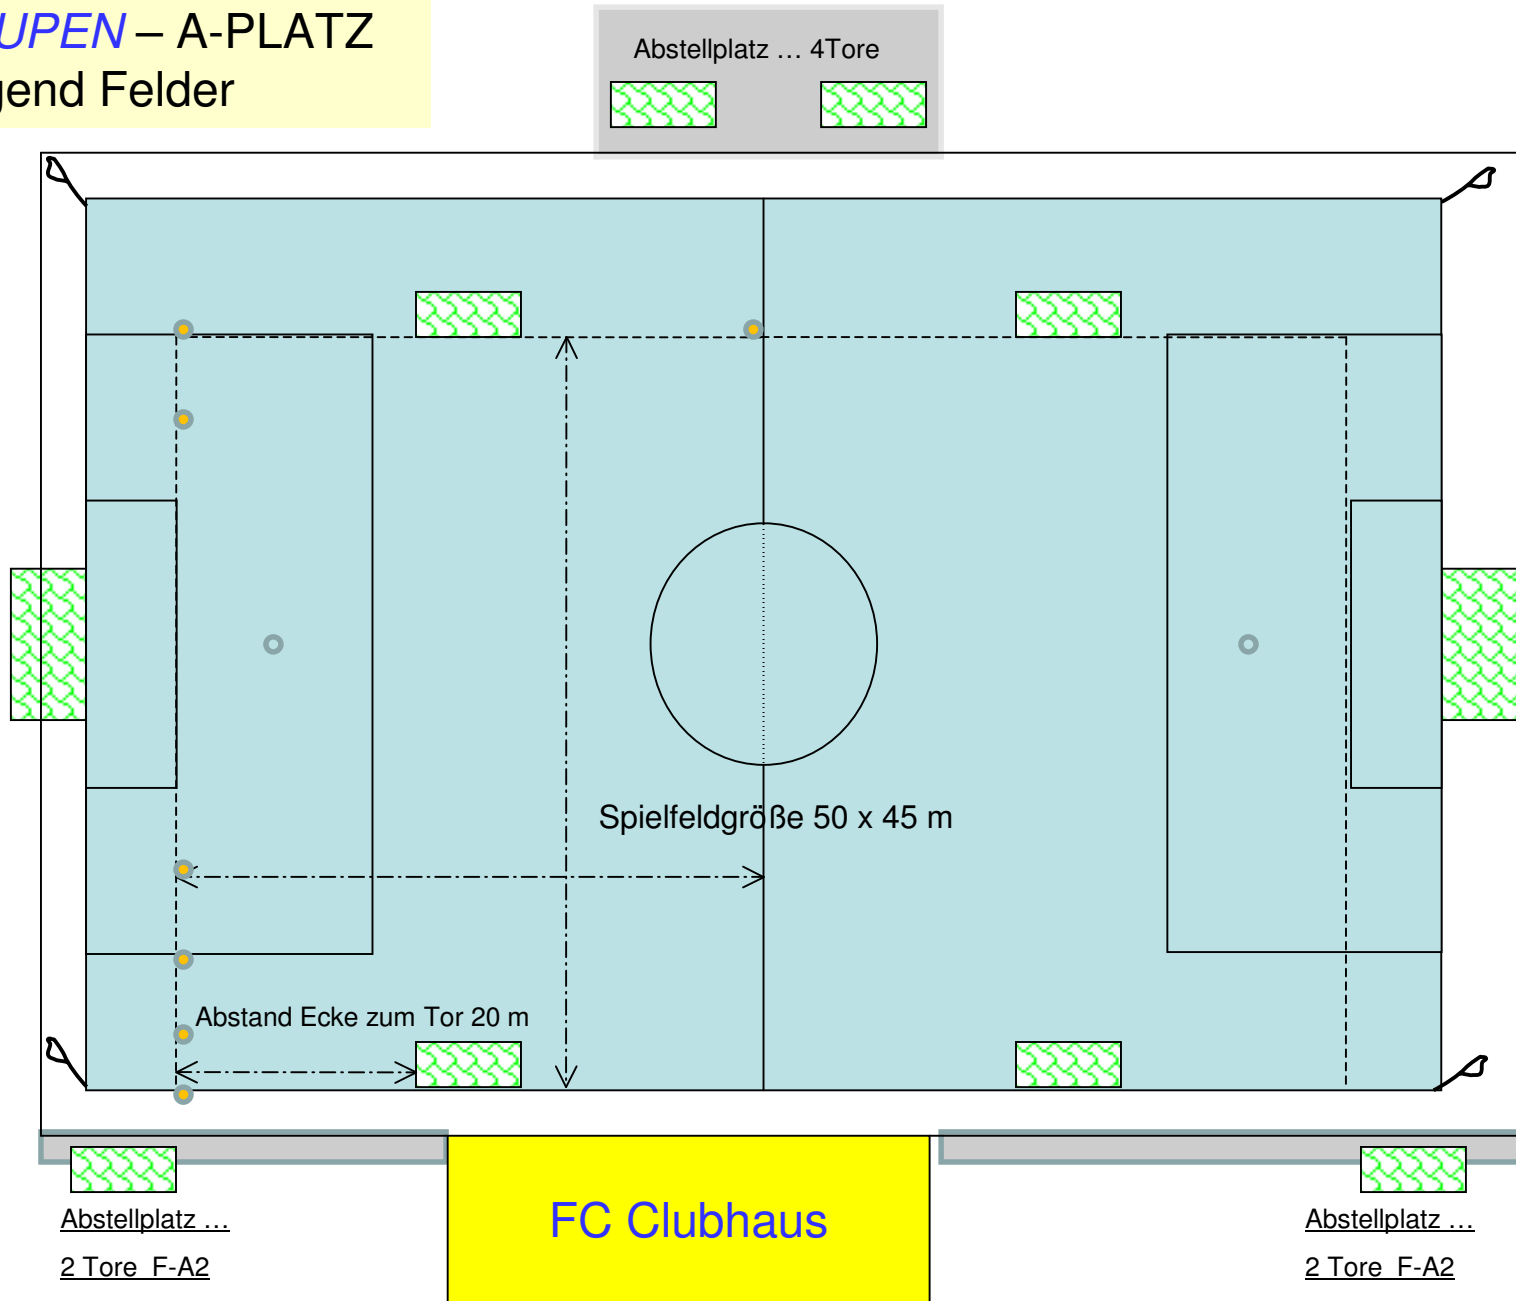 UPEN – A-PLATZ
gend Felder
Abstellplatz … 4Tore
Spielfeldgröße 50 x 45 m
Abstand Ecke zum Tor 20 m
FC Clubhaus
Abstellplatz …
2 Tore F-A2
Abstellplatz …
2 Tore F-A2